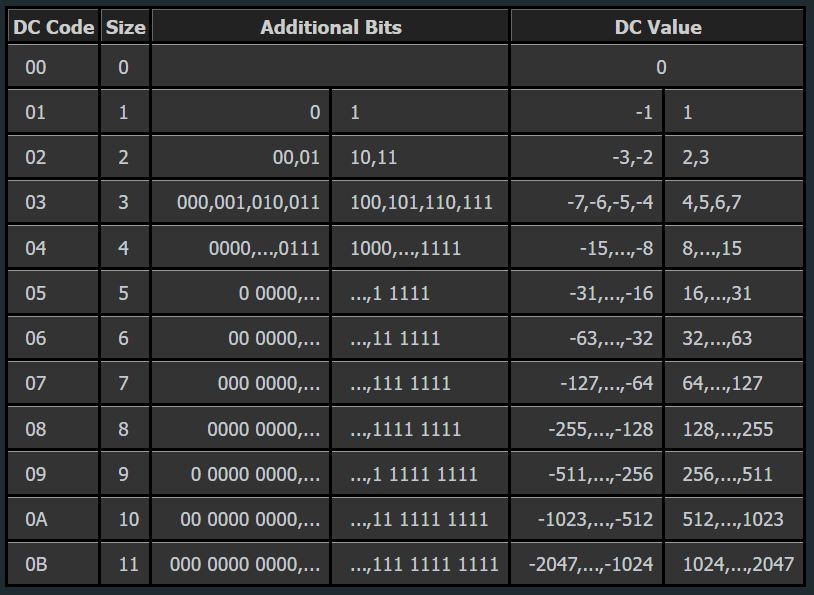 DC Code Size Additional Bits DC Value
00 0 0
01 1 0 1 -1 1
02 2 00,01 10,11 -3,-2 2,3
03 3 000,001,010,011 100,101,110,111 -7,-6,-5,-4 4,5,6,7
04 4 0000,...,0111 1000,...,1111 -15,...,-8 8,...,15
05 5 0 0000,... ...,1 1111 -31,...,-16 16,...,31
06 6 00 0000,... ...,11 1111 -63,...,-32 32,...,63
07 7 000 0000,... ...,111 1111 -127,...,-64 64,...,127
08 8 0000 0000,... ...,1111 1111 -255,...,-128 128,...,255
09 9 0 0000 0000,... ...,1 1111 1111 -511,...,-256 256,...,511
0A 10 00 0000 0000,... ...,11 1111 1111 -1023,...,-512 512,...,1023
0B 11 000 0000 0000,... ...,111 1111 1111 -2047,...,-1024 1024,...,2047